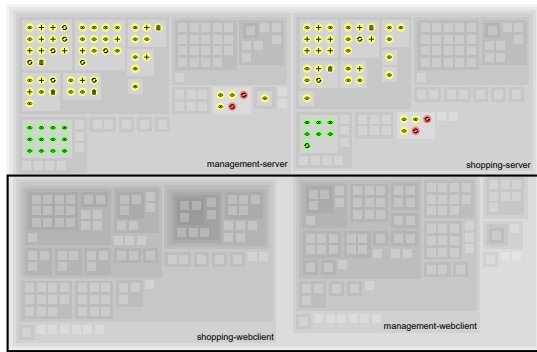 management-server
shopping-server
shopping-webclient
management-webclient